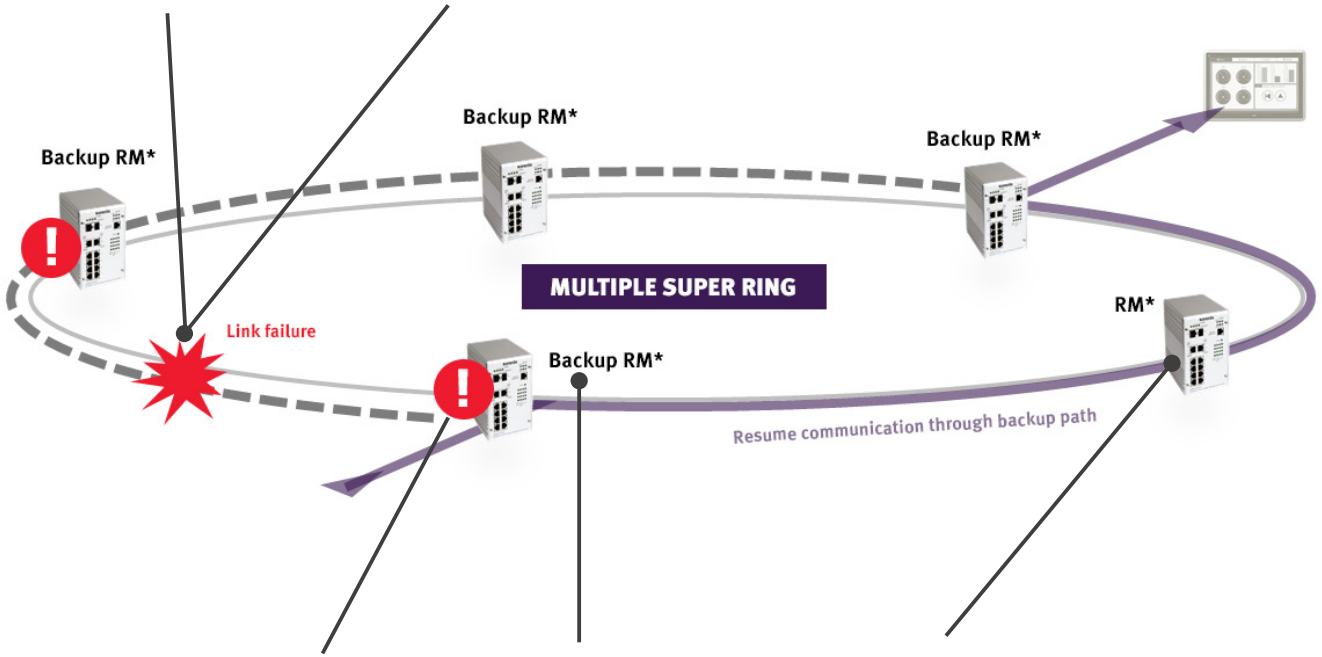 Backup RM*
Backup RM*
Backup RM*
MULTIPLE SUPER RING
RM*
Link failure
Backup RM*
Resume communication through backup path